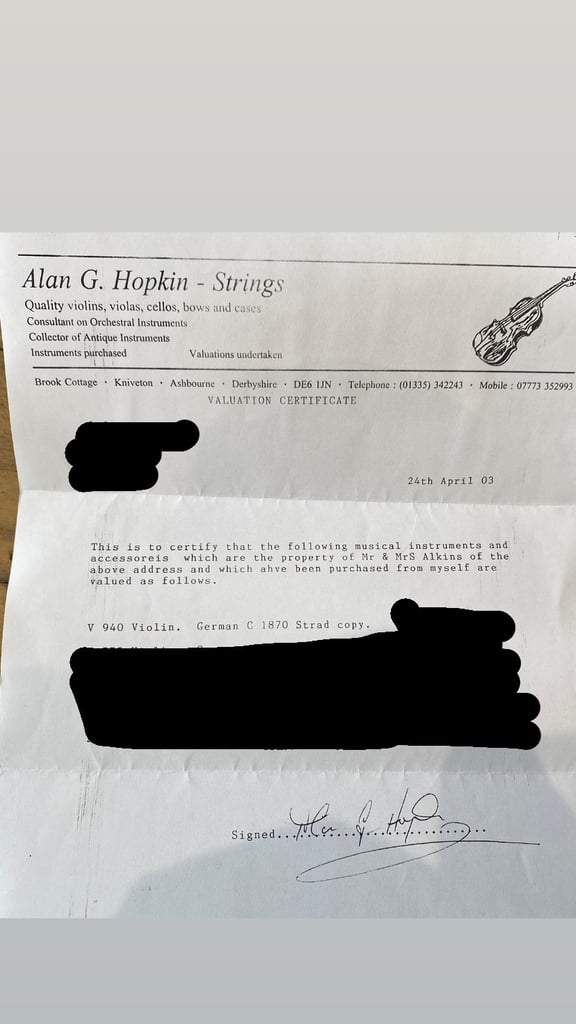 Alan G. Hopkin - Strings
Quality violins, violas, cellos, bows and cases
Consultant on Orchestral Instruments
Collector of Antique Instruments
Instruments purchased Valuations undertaken
Brook Cottage · Kniveton · Ashbourne · Derbyshire · DE6 1JN · Telephone : (01335) 342243 · Mobile : 07773 352993
VALUATION CERTIFICATE
24th April 03
This is to certify that the following musical instruments and
accessoreis which are the property of Mr & MrS Alkins of the
above address and which ahve been purchased from myself are
valued as follows.
V 940 Violin. German C 1870 Strad copy.
Signed...Alan G Hopkin...